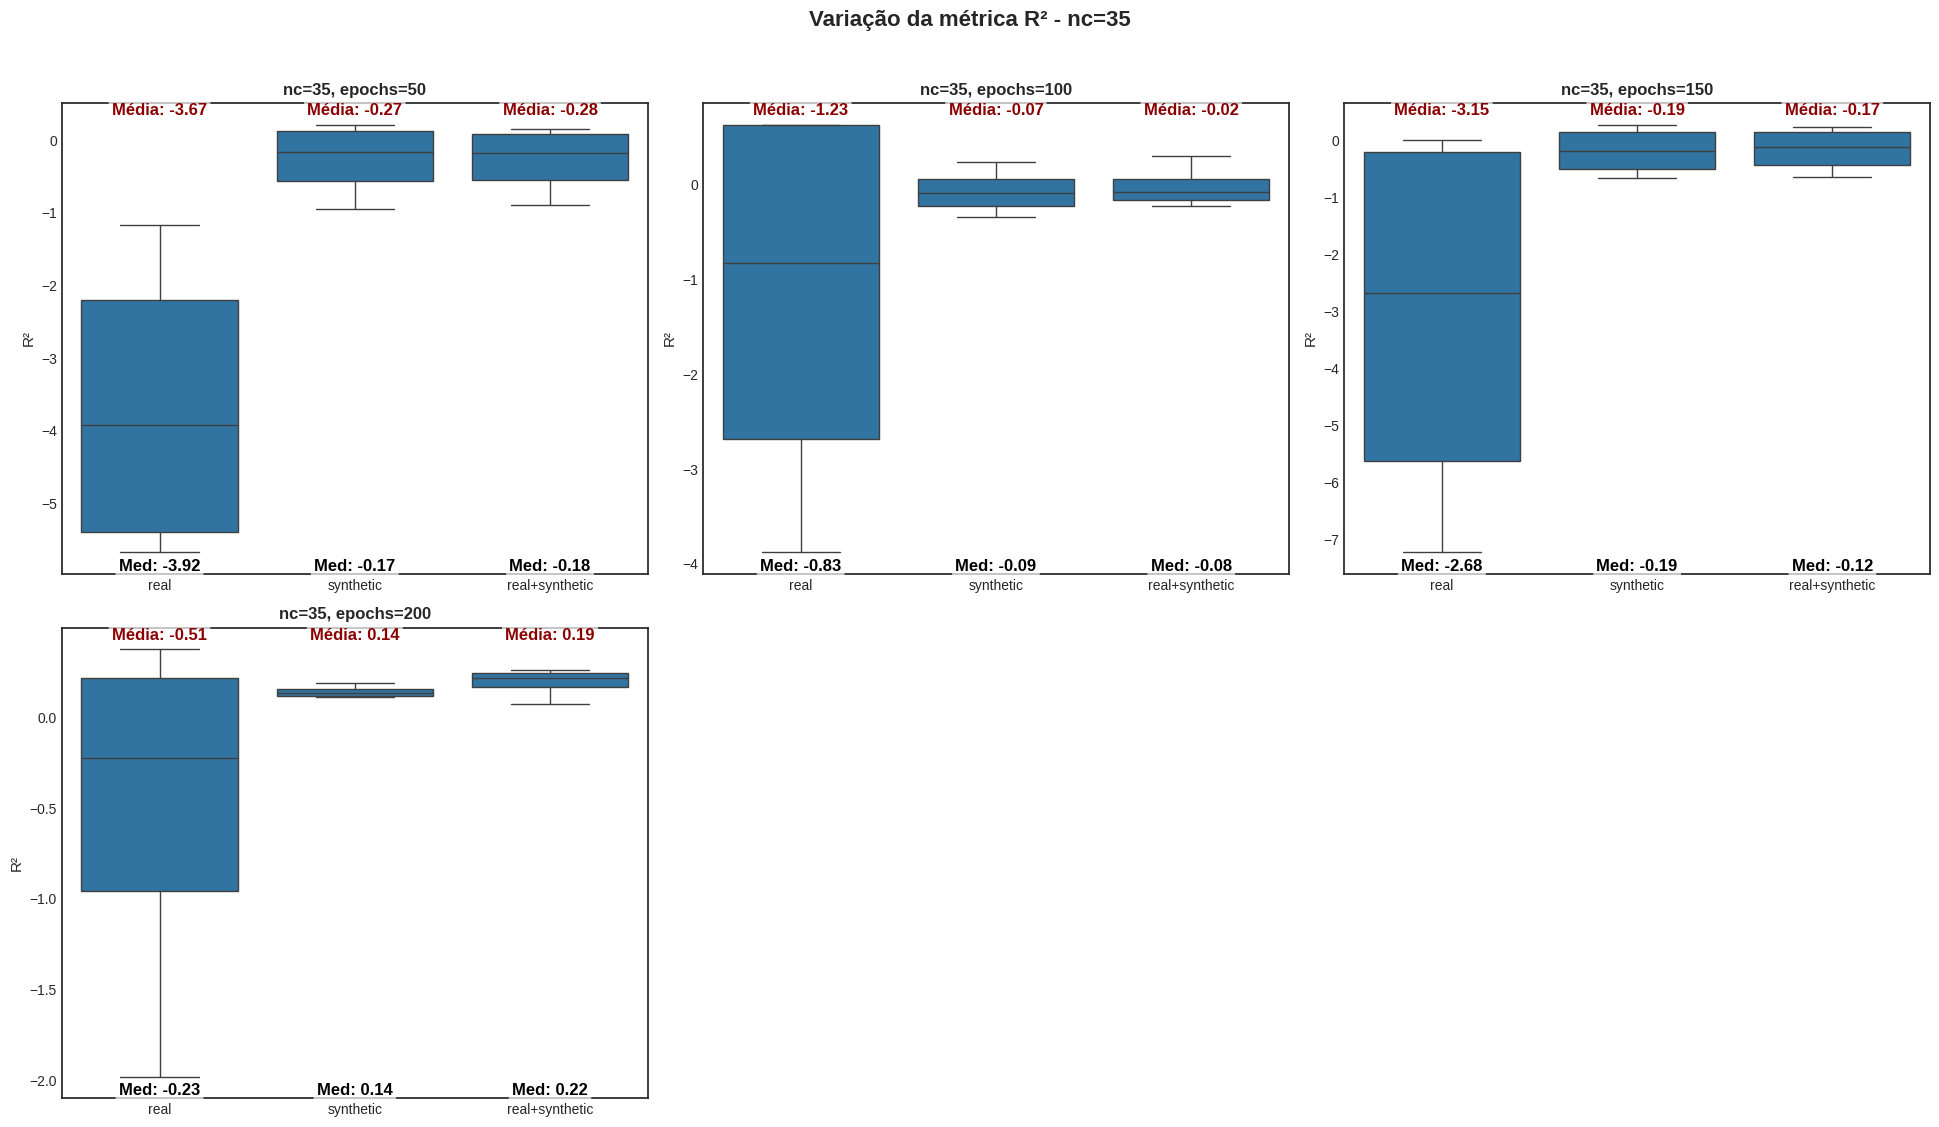 Variação da métrica R² - nc=35
nc=35, epochs=50
Média: -3.67 Média: -0.27 Média: -0.28
0
−1
−2
−3
−4
−5
R²
Med: -3.92 Med: -0.17 Med: -0.18
real synthetic real+synthetic
nc=35, epochs=100
Média: -1.23 Média: -0.07 Média: -0.02
0
−1
−2
−3
−4
R²
Med: -0.83 Med: -0.09 Med: -0.08
real synthetic real+synthetic
nc=35, epochs=150
Média: -3.15 Média: -0.19 Média: -0.17
0
−1
−2
−3
−4
−5
−6
−7
R²
Med: -2.68 Med: -0.19 Med: -0.12
real synthetic real+synthetic
nc=35, epochs=200
Média: -0.51 Média: 0.14 Média: 0.19
0.0
−0.5
−1.0
−1.5
−2.0
R²
Med: -0.23 Med: 0.14 Med: 0.22
real synthetic real+synthetic